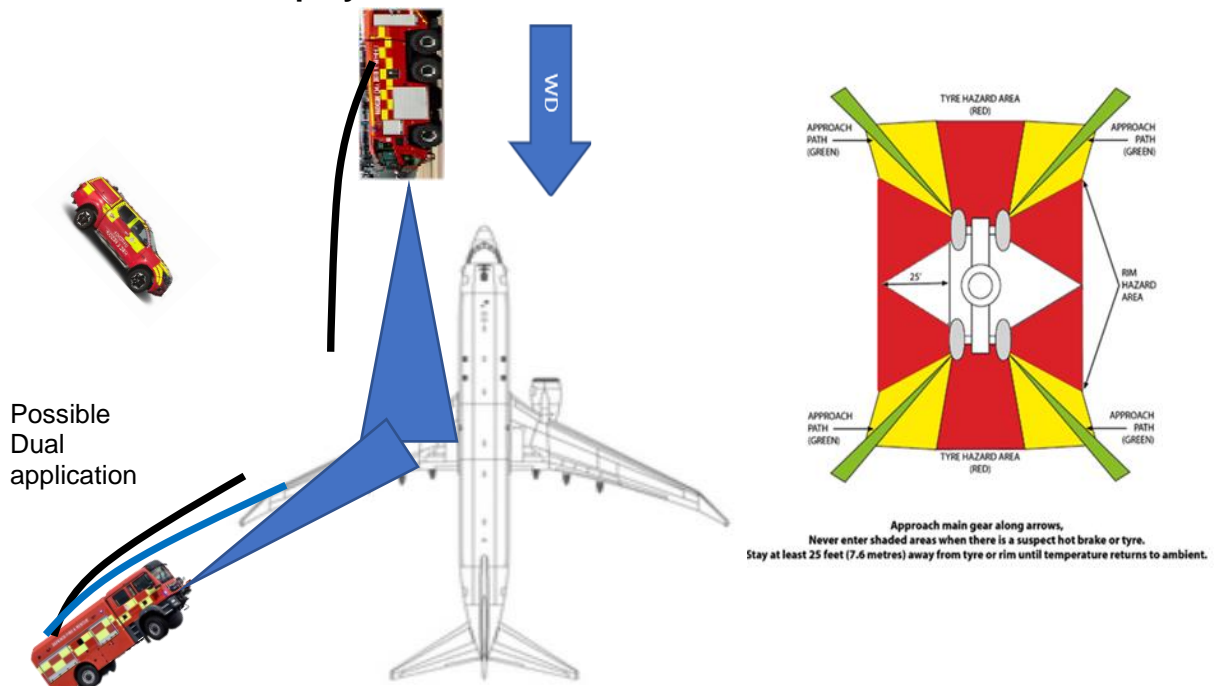 WD
Possible
Dual
application
TYRE HAZARD AREA
(RED)
APPROACH
PATH
(GREEN)
APPROACH
PATH
(GREEN)
25'
RIM
HAZARD
AREA
APPROACH
PATH
(GREEN)
APPROACH
PATH
(GREEN)
TYRE HAZARD AREA
(RED)
Approach main gear along arrows,
Never enter shaded areas when there is a suspect hot brake or tyre.
Stay at least 25 feet (7.6 metres) away from tyre or rim until temperature returns to ambient.